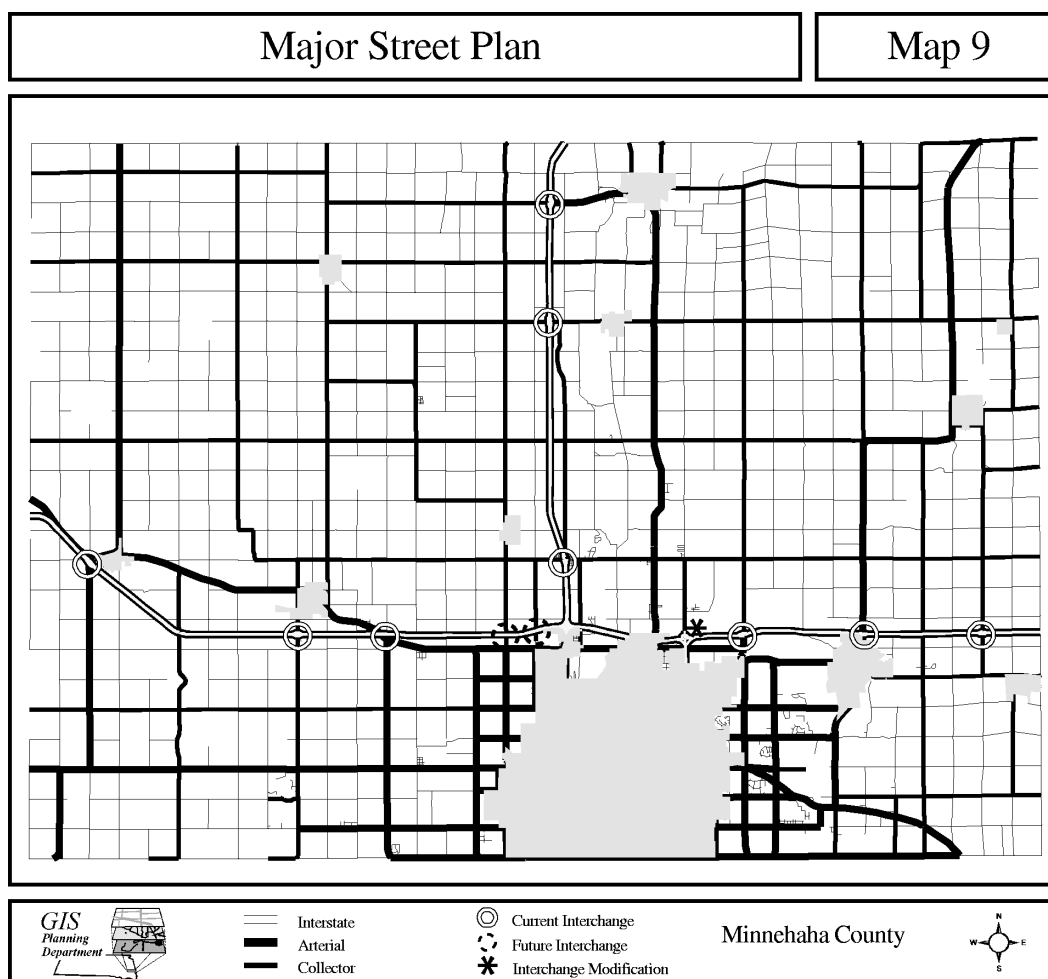 Major Street Plan
Map 9
GIS
Planning
Department
Interstate
Arterial
Collector
Current Interchange
Future Interchange
Interchange Modification
Minnehaha County
N
W E
S